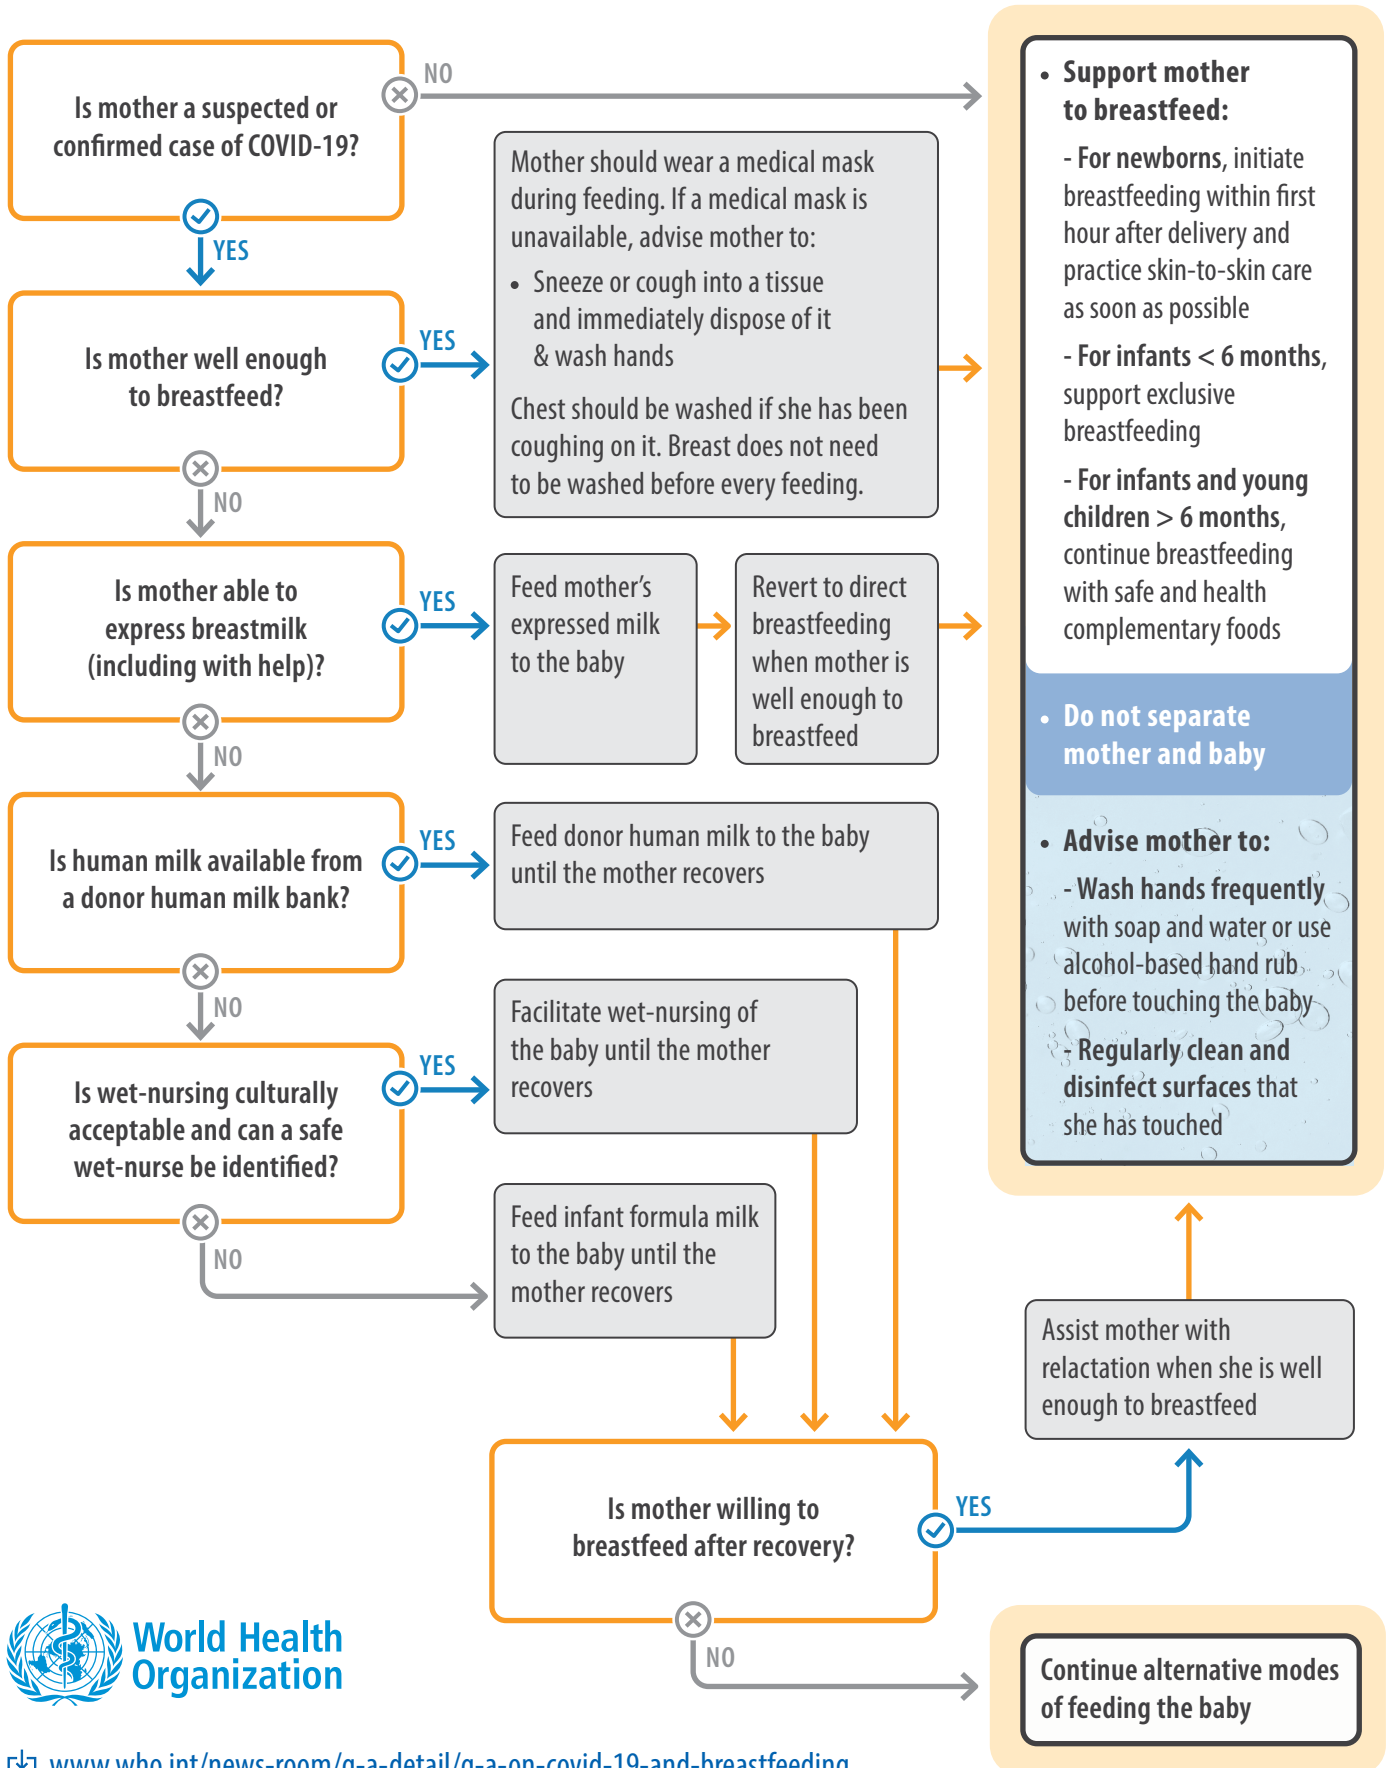 Is mother a suspected or
confirmed case of COVID-19?
NO
YES
Is mother well enough
to breastfeed?
YES
Mother should wear a medical mask
during feeding. If a medical mask is
unavailable, advise mother to:
• Sneeze or cough into a tissue
and immediately dispose of it
& wash hands
Chest should be washed if she has been
coughing on it. Breast does not need
to be washed before every feeding.
NO
Is mother able to
express breastmilk
(including with help)?
YES
Feed mother's
expressed milk
to the baby
Revert to direct
breastfeeding
when mother is
well enough to
breastfeed
NO
Is human milk available from
a donor human milk bank?
YES
Feed donor human milk to the baby
until the mother recovers
NO
Is wet-nursing culturally
acceptable and can a safe
wet-nurse be identified?
YES
Facilitate wet-nursing of
the baby until the mother
recovers
NO
Feed infant formula milk
to the baby until the
mother recovers
Is mother willing to
breastfeed after recovery?
YES
Assist mother with
relactation when she is well
enough to breastfeed
NO
Continue alternative modes
of feeding the baby
• Support mother
to breastfeed:
- For newborns, initiate
breastfeeding within first
hour after delivery and
practice skin-to-skin care
as soon as possible
- For infants < 6 months,
support exclusive
breastfeeding
- For infants and young
children > 6 months,
continue breastfeeding
with safe and health
complementary foods
• Do not separate
mother and baby
• Advise mother to:
- Wash hands frequently
with soap and water or use
alcohol-based hand rub
before touching the baby
- Regularly clean and
disinfect surfaces that
she has touched
World Health
Organization
www.who.int/news-room/q-a-detail/q-a-on-covid-19-and-breastfeeding